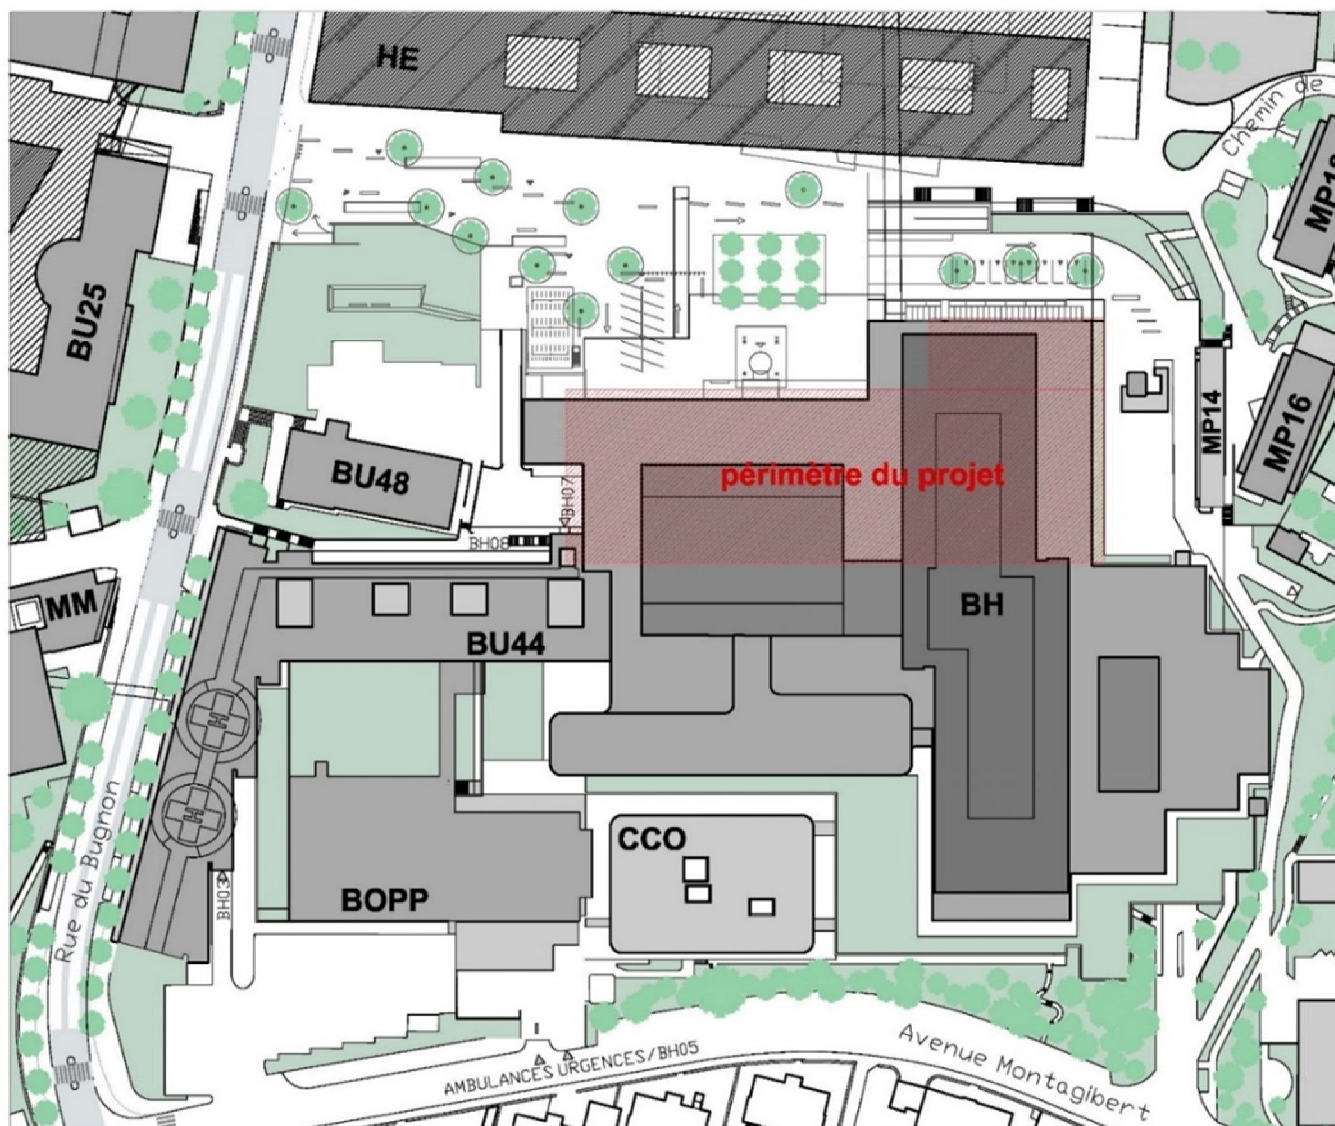 HE
Chemin de
BU25
MP14
MP16
BU48
périmètre du projet
BH07
BH08
MM
BU44
BH
CCO
BOPP
BH03
Rue du Bugnon
AMBULANCES URGENCES/BH05
Avenue Montagibert